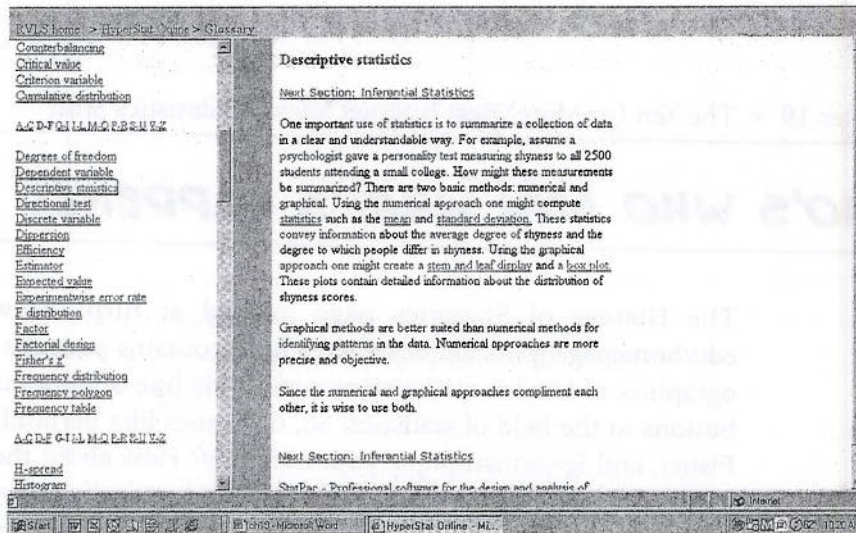 RVLS home > HyperStat Online > Glossary
Counterbalancing
Critical value
Criterion variable
Cumulative distribution
A-C D-F G-I J-L M-O P-R S-U V-Z
Degrees of freedom
Dependent variable
Descriptive statistics
Directional test
Discrete variable
Dispersion
Efficiency
Estimator
Expected value
Experimentwise error rate
F distribution
Factor
Factorial design
Fisher's z'
Frequency distribution
Frequency polygon
Frequency table
A-C D-F G-I J-L M-O P-R S-U V-Z
H-spread
Histogram
Descriptive statistics
Next Section: Inferential Statistics
One important use of statistics is to summarize a collection of data
in a clear and understandable way. For example, assume a
psychologist gave a personality test measuring shyness to all 2500
students attending a small college. How might these measurements
be summarized? There are two basic methods: numerical and
graphical. Using the numerical approach one might compute
statistics such as the mean and standard deviation. These statistics
convey information about the average degree of shyness and the
degree to which people differ in shyness. Using the graphical
approach one might create a stem and leaf display and a box plot.
These plots contain detailed information about the distribution of
shyness scores.
Graphical methods are better suited than numerical methods for
identifying patterns in the data. Numerical approaches are more
precise and objective.
Since the numerical and graphical approaches compliment each
other, it is wise to use both.
Next Section: Inferential Statistics
StatPac - Professional software for the design and analysis of
Internet
Start
ch19 - Microsoft Word
HyperStat Online - Mi...
62°
10:20 A